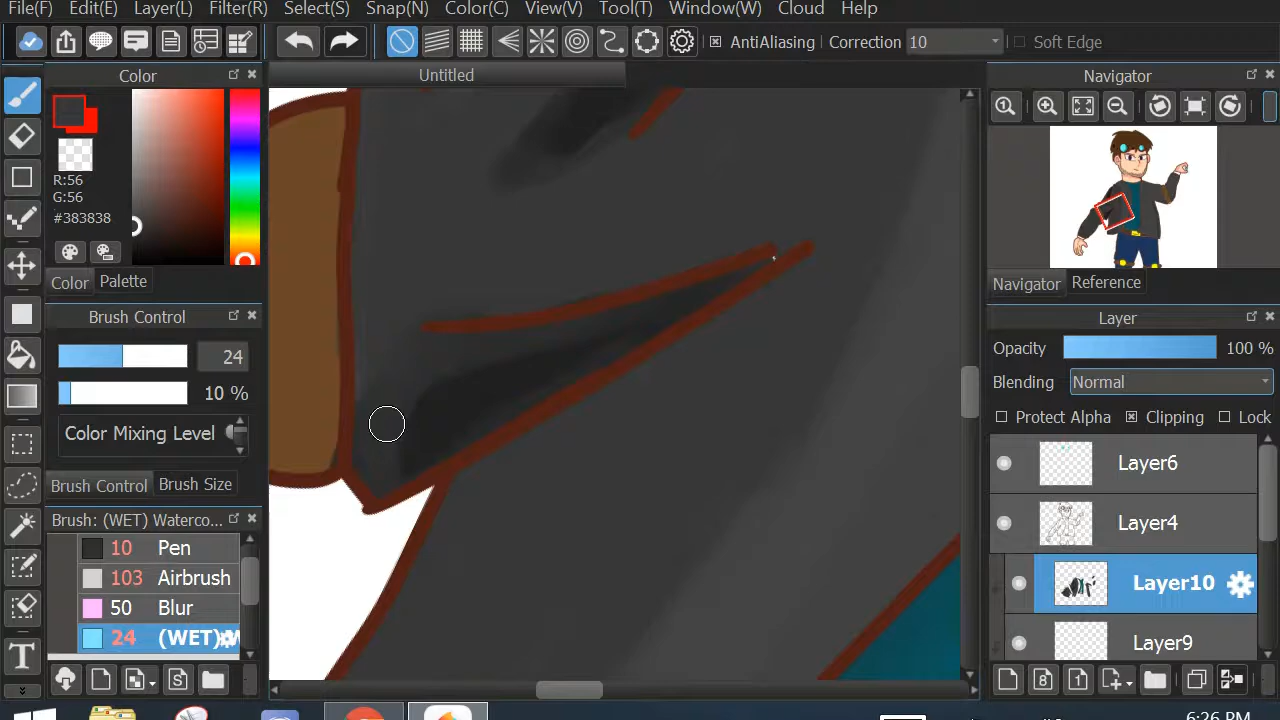 File(F) Edit(E) Layer(L) Filter(R) Select(S) Snap(N) Color(C) View(V) Tool(T) Window(W) Cloud Help
AntiAliasing Correction 10 Soft Edge
Color Untitled Navigator
R:56
G:56
#383838
Color Palette
Navigator Reference
Brush Control
24
10 %
Color Mixing Level
Brush Control Brush Size
Brush: (WET) Waterco...
10 Pen
103 Airbrush
50 Blur
24 (WET)
T
Layer
Opacity 100 %
Blending Normal
Protect Alpha Clipping Lock
Layer6
Layer4
Layer10
Layer9
8 1
S
6:26 PM